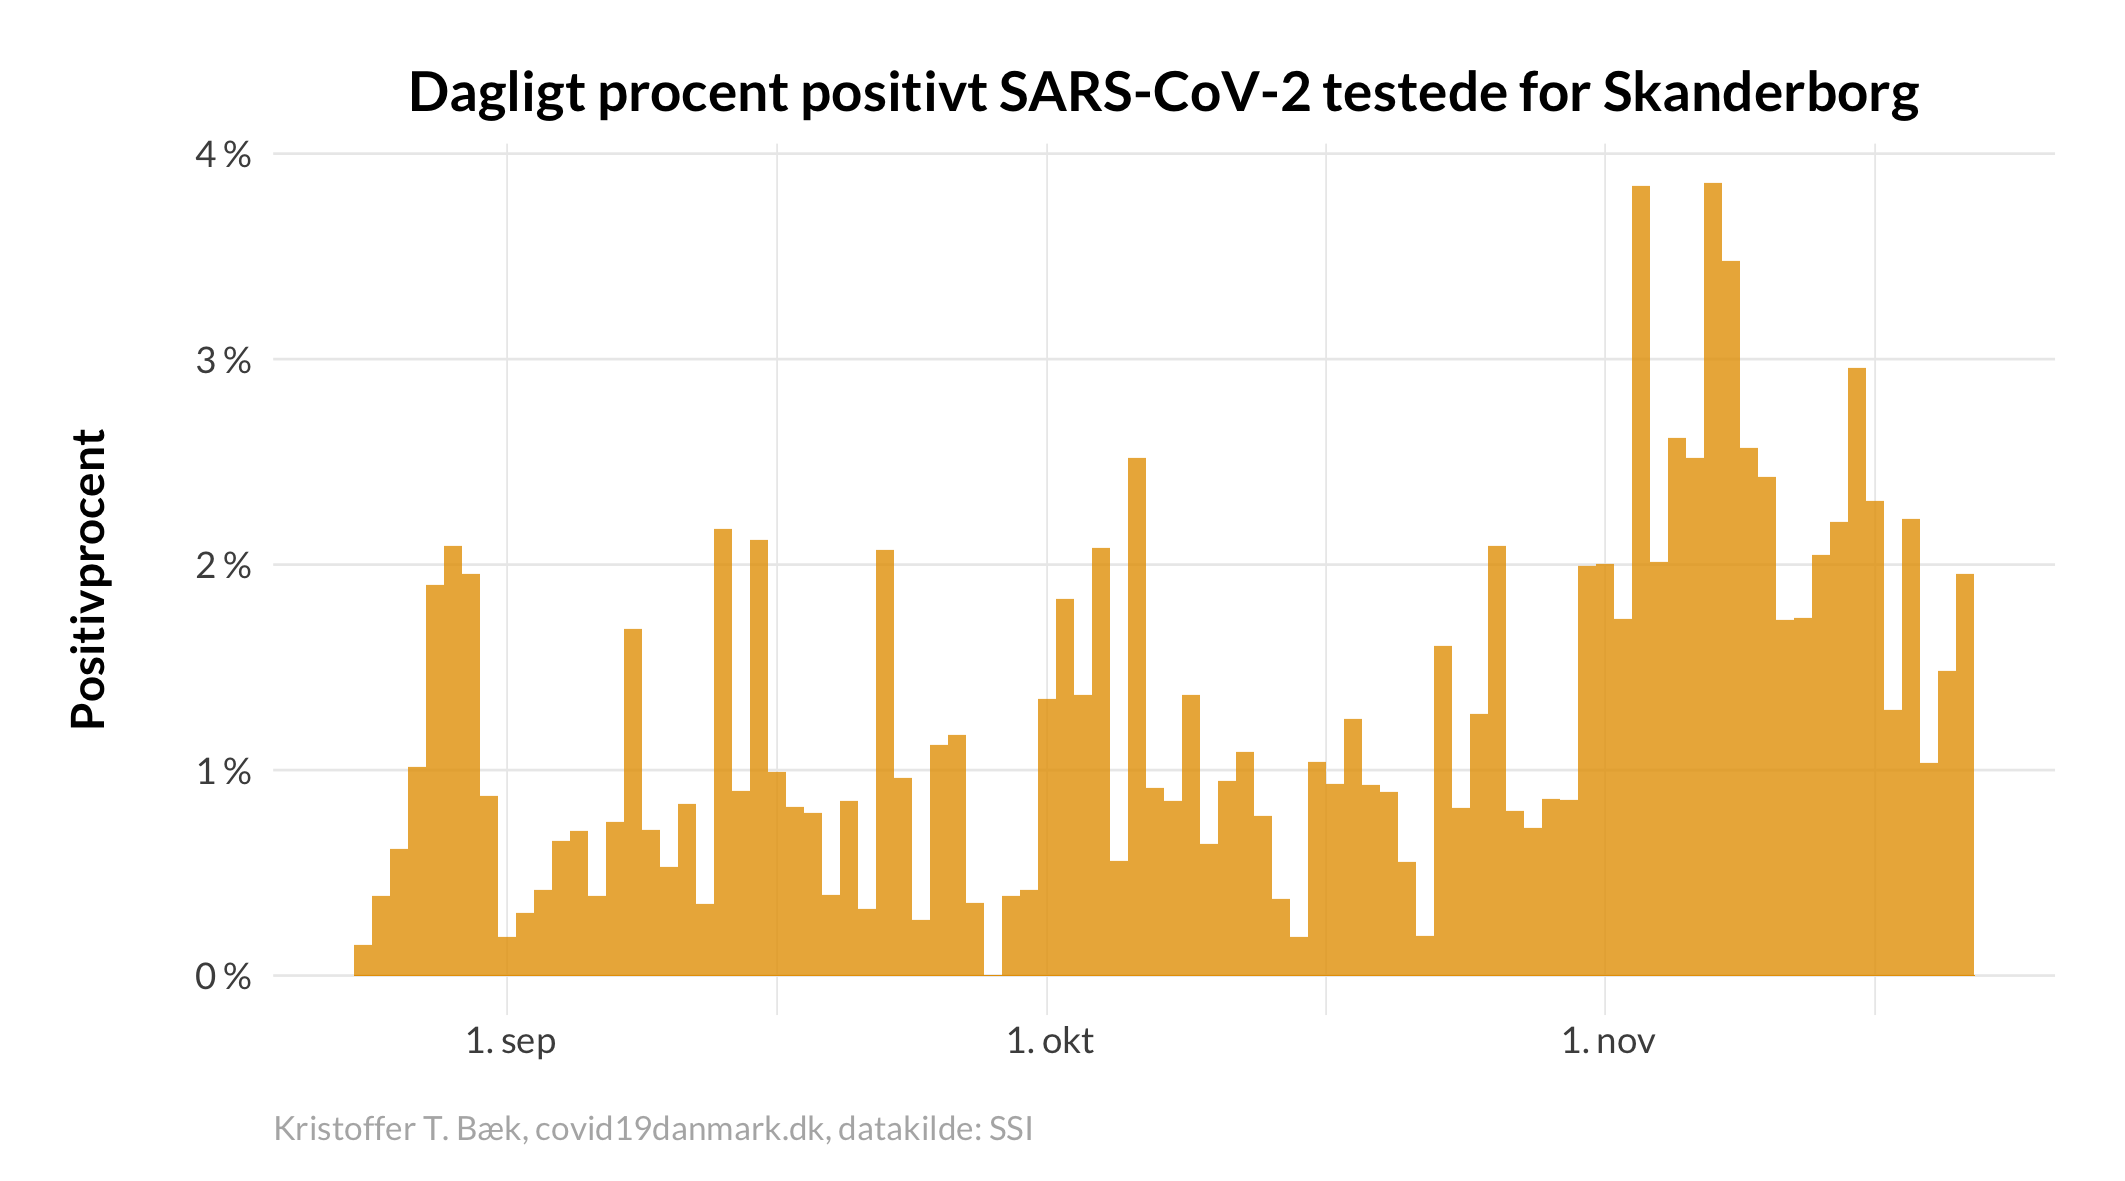 Dagligt procent positivt SARS-CoV-2 testede for Skanderborg
4 %
3 %
2 %
1 %
0 %
Positivprocent
1. sep
1. okt
1. nov
Kristoffer T. Bæk, covid19danmark.dk, datakilde: SSI